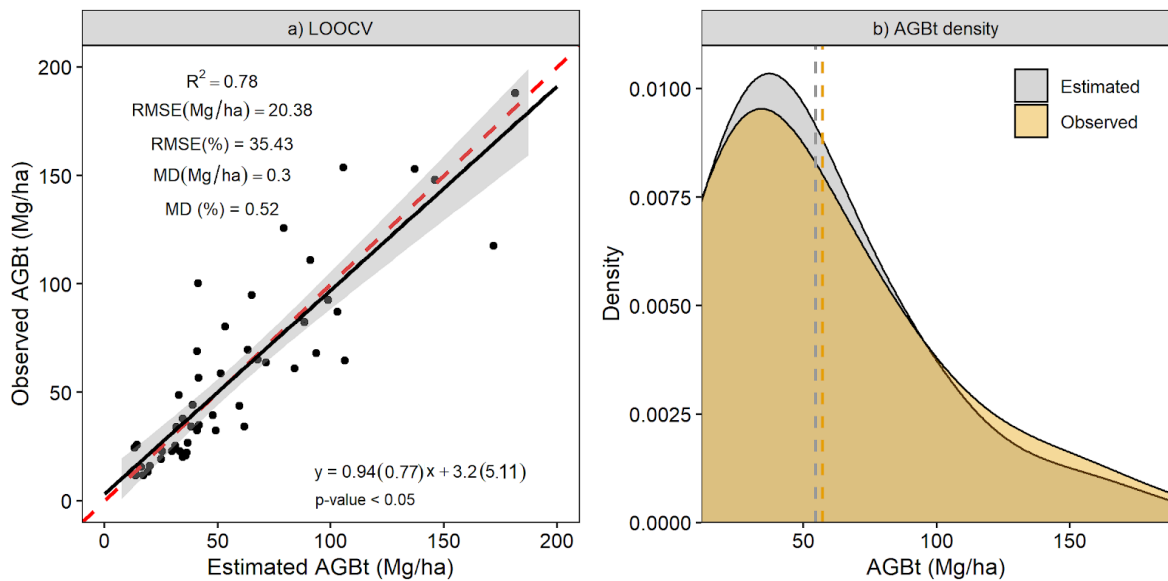 a) LOOCV
R² = 0.78
RMSE(Mg/ha) = 20.38
RMSE(%) = 35.43
MD(Mg/ha) = 0.3
MD (%) = 0.52
y = 0.94(0.77)x + 3.2(5.11)
p-value < 0.05
Observed AGBt (Mg/ha)
200
150
100
50
0
0 50 100 150 200
Estimated AGBt (Mg/ha)
b) AGBt density
Estimated
Observed
Density
0.0100
0.0075
0.0050
0.0025
0.0000
50 100 150
AGBt (Mg/ha)